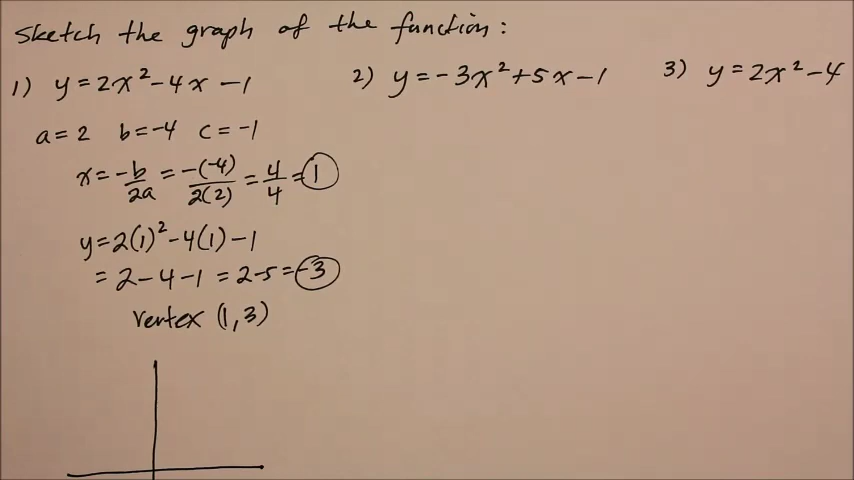 Sketch the graph of the function:
1) y = 2x² - 4x - 1
2) y = -3x² + 5x - 1
3) y = 2x² - 4
a = 2 b = -4 c = -1
x = -b/2a = -(-4)/2(2) = 4/4 = 1
y = 2(1)² - 4(1) - 1
= 2 - 4 - 1 = 2 - 5 = -3
vertex (1, 3)